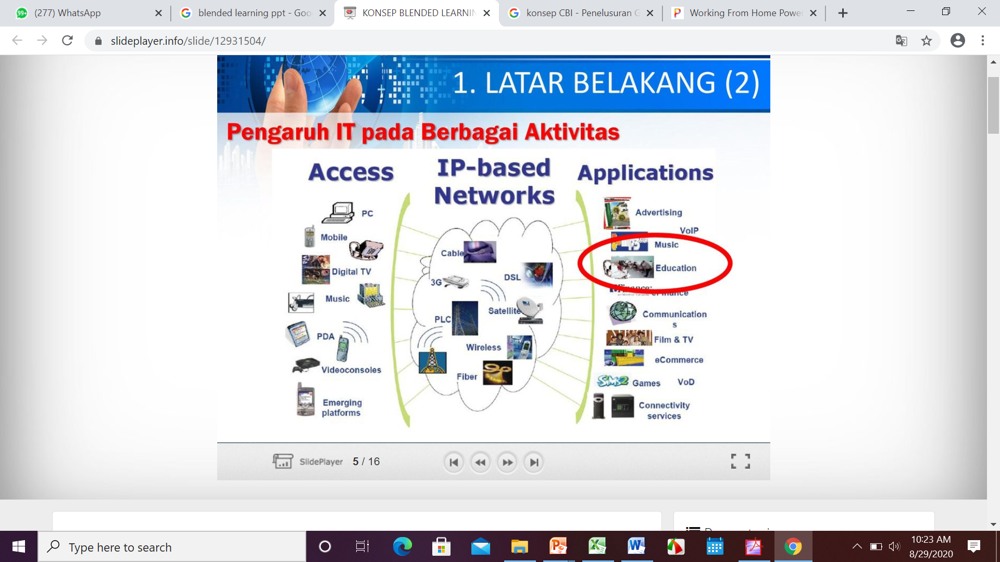 (277) WhatsApp
blended learning ppt - Goo
KONSEP BLENDED LEARNIN
konsep CBI - Penelusuran G
Working From Home Power
slideplayer.info/slide/12931504/
1. LATAR BELAKANG (2)
Pengaruh IT pada Berbagai Aktivitas
Access
PC
Mobile
Digital TV
Music
PDA
Videoconsoles
Emerging
platforms
IP-based
Networks
Cable
3G
DSL
PLC
Satellite
Wireless
Fiber
Applications
Advertising
VoIP
Music
Education
Communication
s
Film & TV
eCommerce
SiMS2
Games
VoD
Connectivity
services
SlidePlayer
5 / 16
Type here to search
10:23 AM
8/29/2020